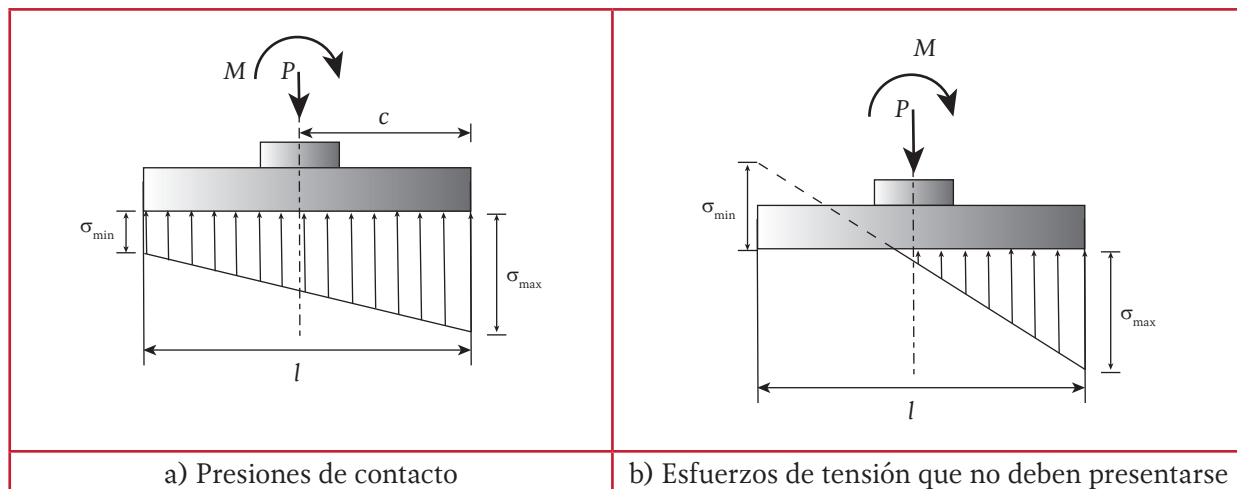 M P
c
σmin
σmax
l
a) Presiones de contacto
M
P
σmin
σmax
l
b) Esfuerzos de tensión que no deben presentarse